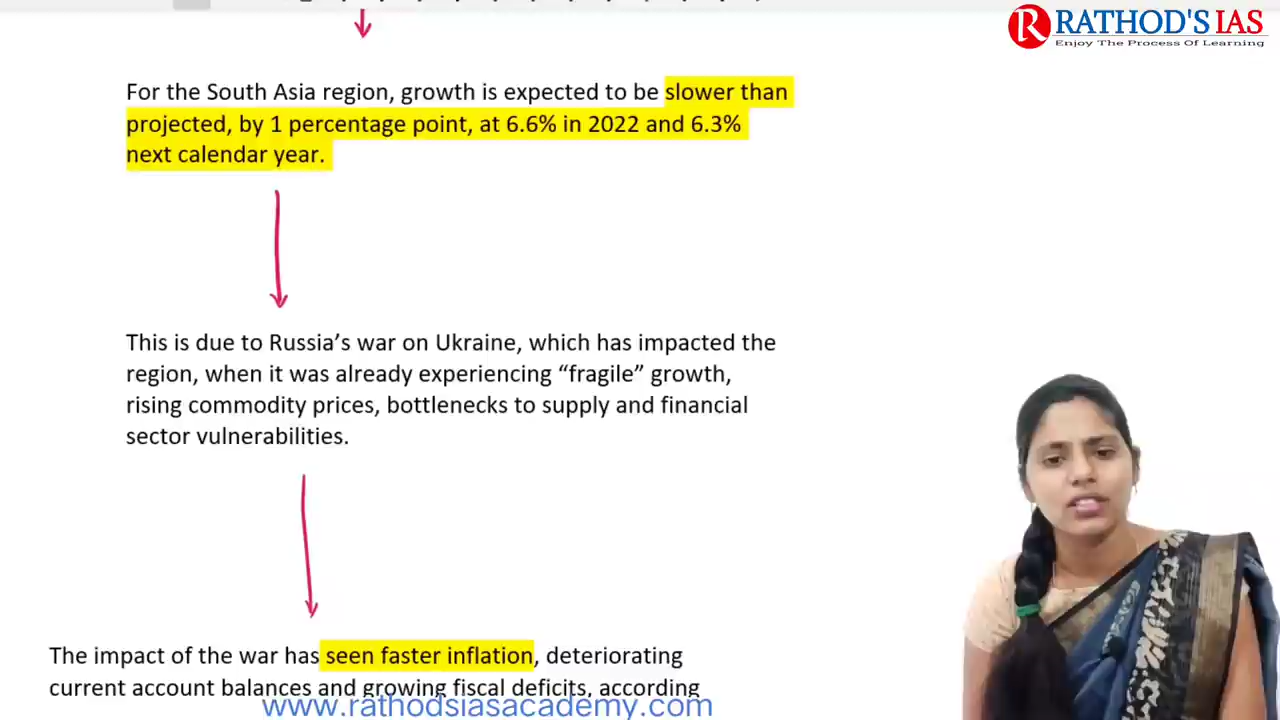 RATHOD'S IAS
Enjoy The Process Of Learning
For the South Asia region, growth is expected to be slower than
projected, by 1 percentage point, at 6.6% in 2022 and 6.3%
next calendar year.
This is due to Russia’s war on Ukraine, which has impacted the
region, when it was already experiencing “fragile” growth,
rising commodity prices, bottlenecks to supply and financial
sector vulnerabilities.
The impact of the war has seen faster inflation, deteriorating
current account balances and growing fiscal deficits, according
www.rathodsiasacademy.com